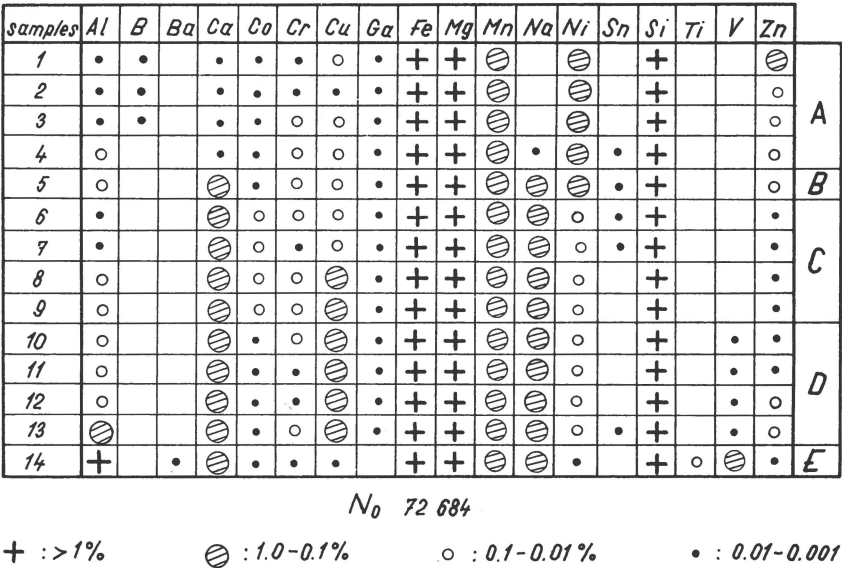 samples Al B Ba Ca Co Cr Cu Ga Fe Mg Mn Na Ni Sn Si Ti V Zn
1 • • • • • ○ • + + ⊘ ⊘ + ⊘
2 • • • • • • • + + ⊘ ⊘ + ○ A
3 • • • • ○ ○ • + + ⊘ ⊘ + ○
4 ○ • • ○ ○ • + + ⊘ • ⊘ • + ○
5 ○ ⊘ • ○ ○ • + + ⊘ ⊘ ⊘ • + ○ B
6 • ⊘ ○ ○ ○ • + + ⊘ ⊘ ○ • + •
7 • ⊘ ○ • ○ • + + ⊘ ⊘ ○ • + • C
8 ○ ⊘ ○ ○ ⊘ • + + ⊘ ⊘ ○ + •
9 ○ ⊘ ○ ○ ⊘ • + + ⊘ ⊘ ○ + •
10 ○ ⊘ • ○ ⊘ • + + ⊘ ⊘ ○ + • •
11 ○ ⊘ • • ⊘ • + + ⊘ ⊘ ○ + • • D
12 ○ ⊘ • • ⊘ • + + ⊘ ⊘ ○ + • ○
13 ⊘ ⊘ • ○ ⊘ • + + ⊘ ⊘ ○ • + • ○
14 + • ⊘ • • • + + ⊘ ⊘ • + ○ ⊘ • E
No 72 684
+ :>1% ⊘ :1.0-0.1% ○ :0.1-0.01% • : 0.01-0.001